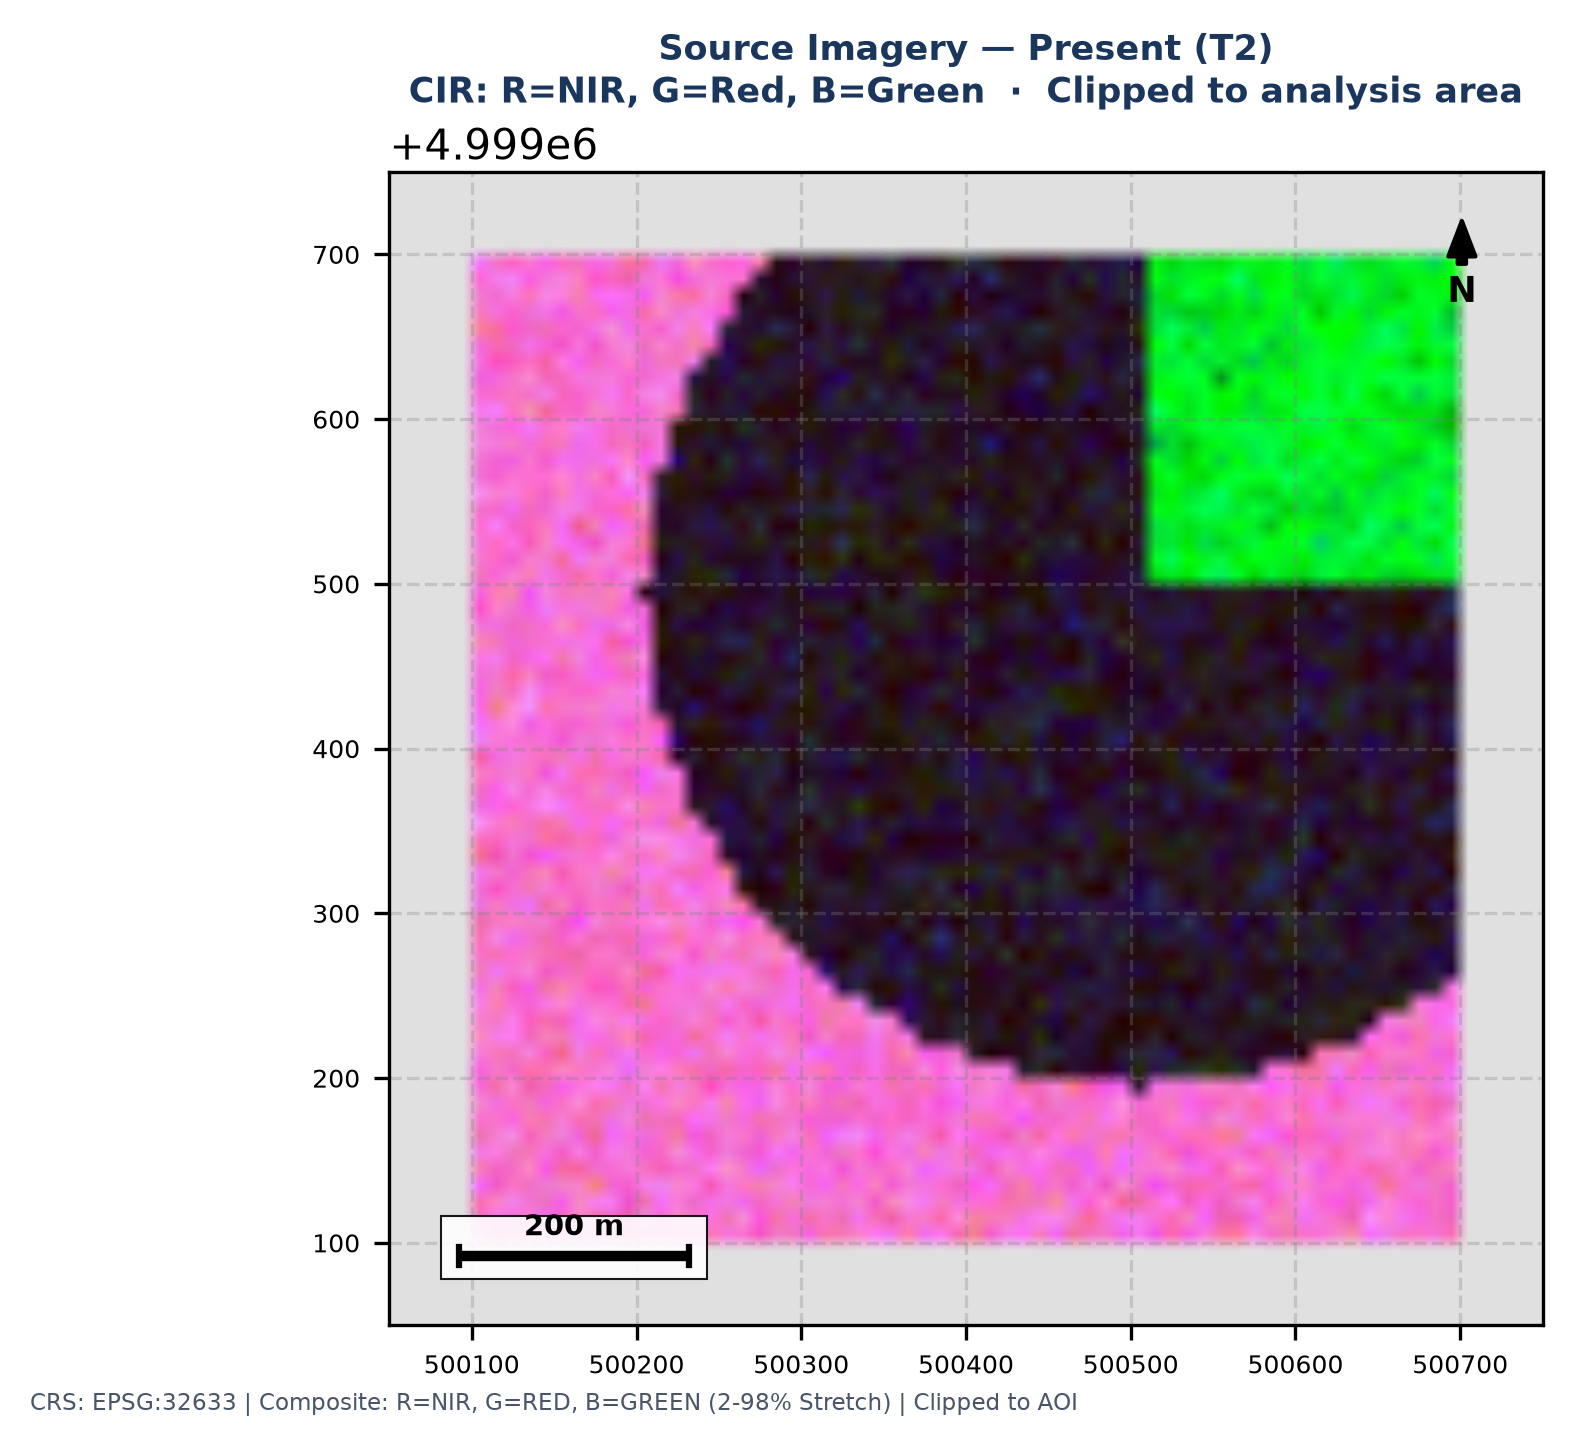 Source Imagery — Present (T2)
CIR: R=NIR, G=Red, B=Green · Clipped to analysis area
+4.999e6
N
700
600
500
400
300
200
100
200 m
500100 500200 500300 500400 500500 500600 500700
CRS: EPSG:32633 | Composite: R=NIR, G=RED, B=GREEN (2-98% Stretch) | Clipped to AOI